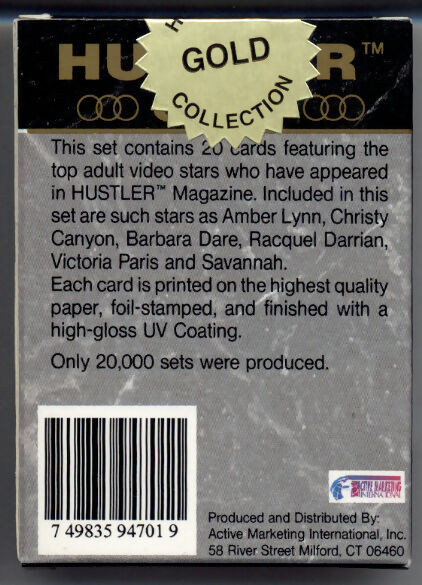 HUSTLER™
H
GOLD
COLLECTION
This set contains 20 cards featuring the
top adult video stars who have appeared
in HUSTLER™ Magazine. Included in this
set are such stars as Amber Lynn, Christy
Canyon, Barbara Dare, Racquel Darrian,
Victoria Paris and Savannah.
Each card is printed on the highest quality
paper, foil-stamped, and finished with a
high-gloss UV Coating.
Only 20,000 sets were produced.
ACTIVE MARKETING
INTERNATIONAL
7 49835 94701 9
Produced and Distributed By:
Active Marketing International, Inc.
58 River Street Milford, CT 06460